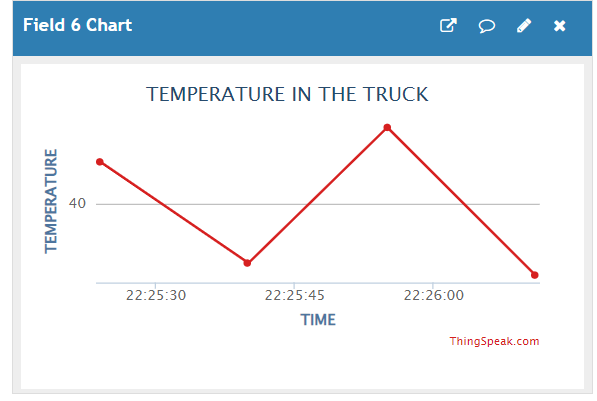 Field 6 Chart
TEMPERATURE IN THE TRUCK
TEMPERATURE
40
22:25:30 22:25:45 22:26:00
TIME
ThingSpeak.com